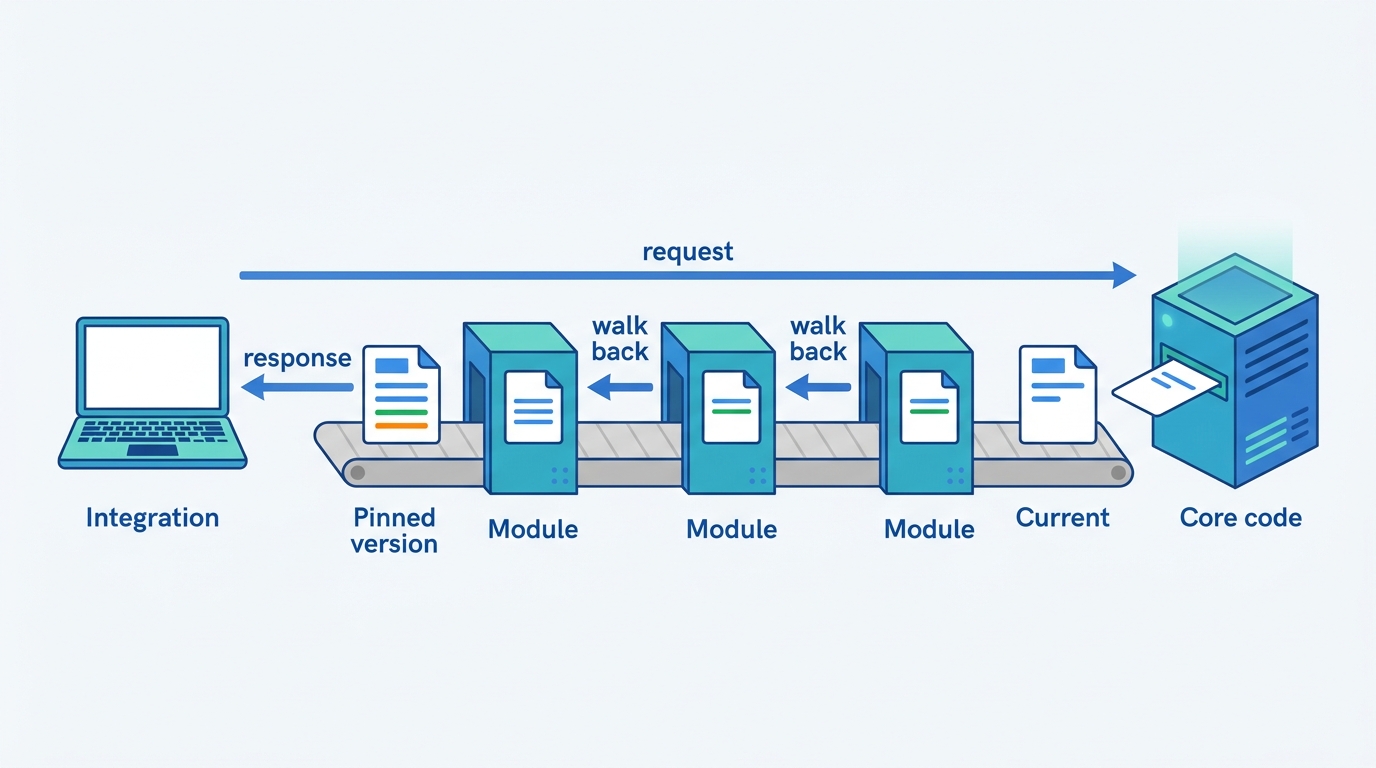 request
response
walk
back
walk
back
Integration
Pinned
version
Module
Module
Module
Current
Core code